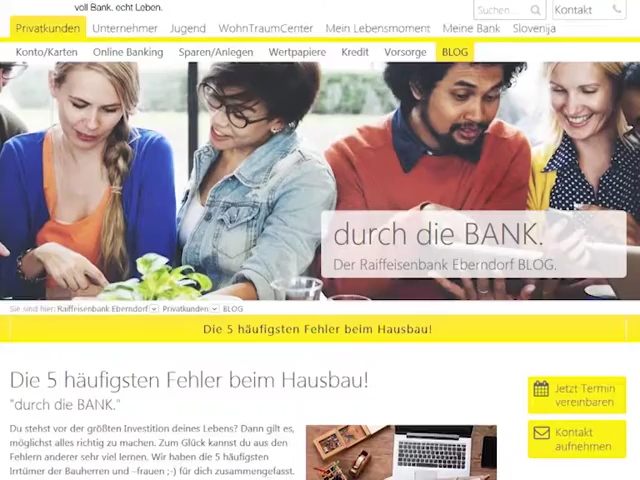 voll Bank. echt Leben.
Suchen...
Kontakt
Privatkunden Unternehmer Jugend WohnTraumCenter Mein Lebensmoment Meine Bank Slovenija
Konto/Karten Online Banking Sparen/Anlegen Wertpapiere Kredit Vorsorge BLOG
durch die BANK.
Der Raiffeisenbank Eberndorf BLOG.
Sie sind hier: Raiffeisenbank Eberndorf Privatkunden BLOG
Die 5 häufigsten Fehler beim Hausbau!
Die 5 häufigsten Fehler beim Hausbau!
"durch die BANK."
Du stehst vor der größten Investition deines Lebens? Dann gilt es,
möglichst alles richtig zu machen. Zum Glück kannst du aus den
Fehlern anderer sehr viel lernen. Wir haben die 5 häufigsten
Irrtümer der Bauherren und –frauen ;-) für dich zusammengefasst.
Jetzt Termin
vereinbaren
Kontakt
aufnehmen